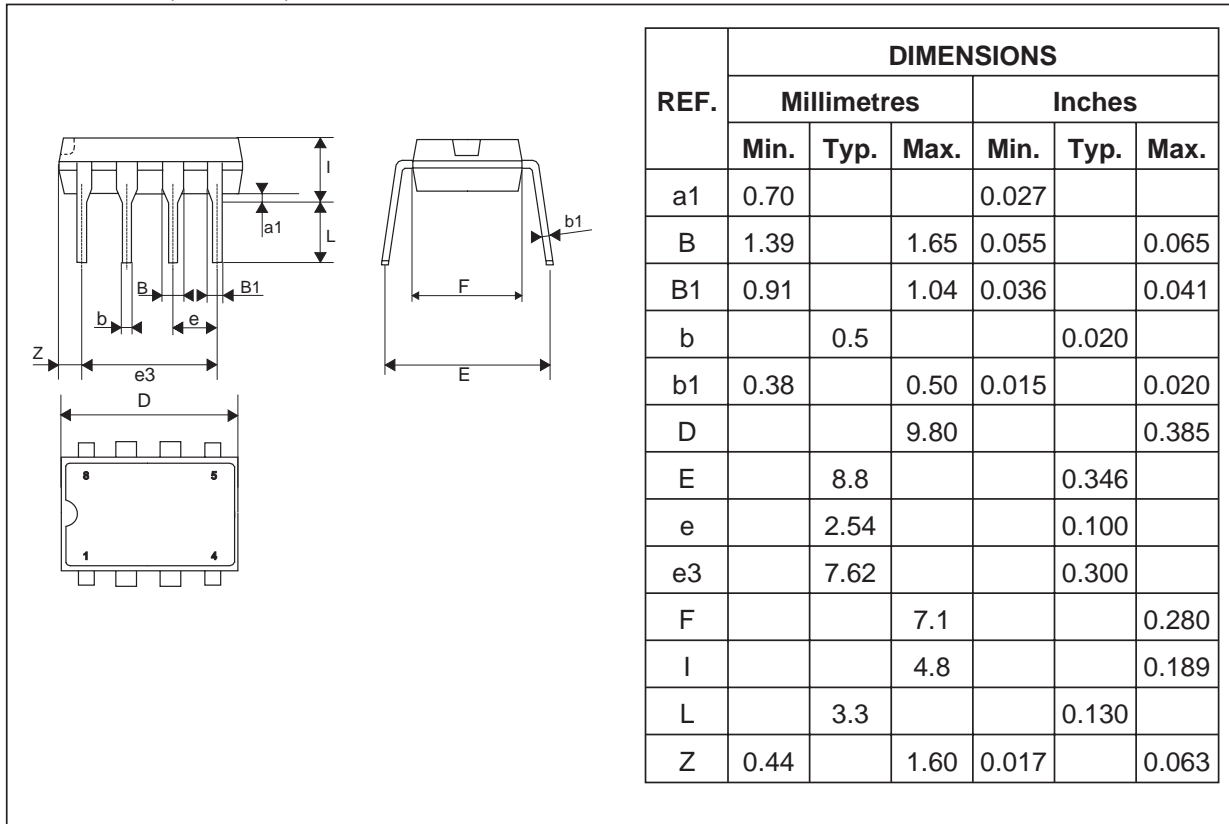 I
a1
L
b1
B
B1
F
b
e
Z
e3
E
D
8 5
1 4
DIMENSIONS
REF. Millimetres Inches
Min. Typ. Max. Min. Typ. Max.
a1 0.70 0.027
B 1.39 1.65 0.055 0.065
B1 0.91 1.04 0.036 0.041
b 0.5 0.020
b1 0.38 0.50 0.015 0.020
D 9.80 0.385
E 8.8 0.346
e 2.54 0.100
e3 7.62 0.300
F 7.1 0.280
I 4.8 0.189
L 3.3 0.130
Z 0.44 1.60 0.017 0.063